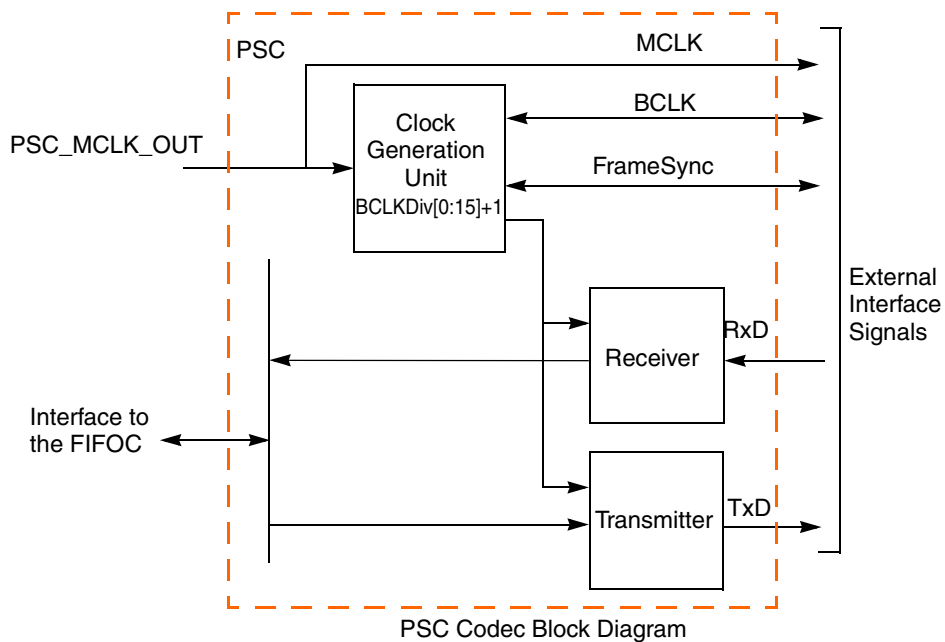 PSC
MCLK
BCLK
Clock
Generation
Unit
BCLKDiv[0:15]+1
PSC_MCLK_OUT
FrameSync
External
Interface
Signals
RxD
Receiver
Interface to
the FIFOC
TxD
Transmitter
PSC Codec Block Diagram